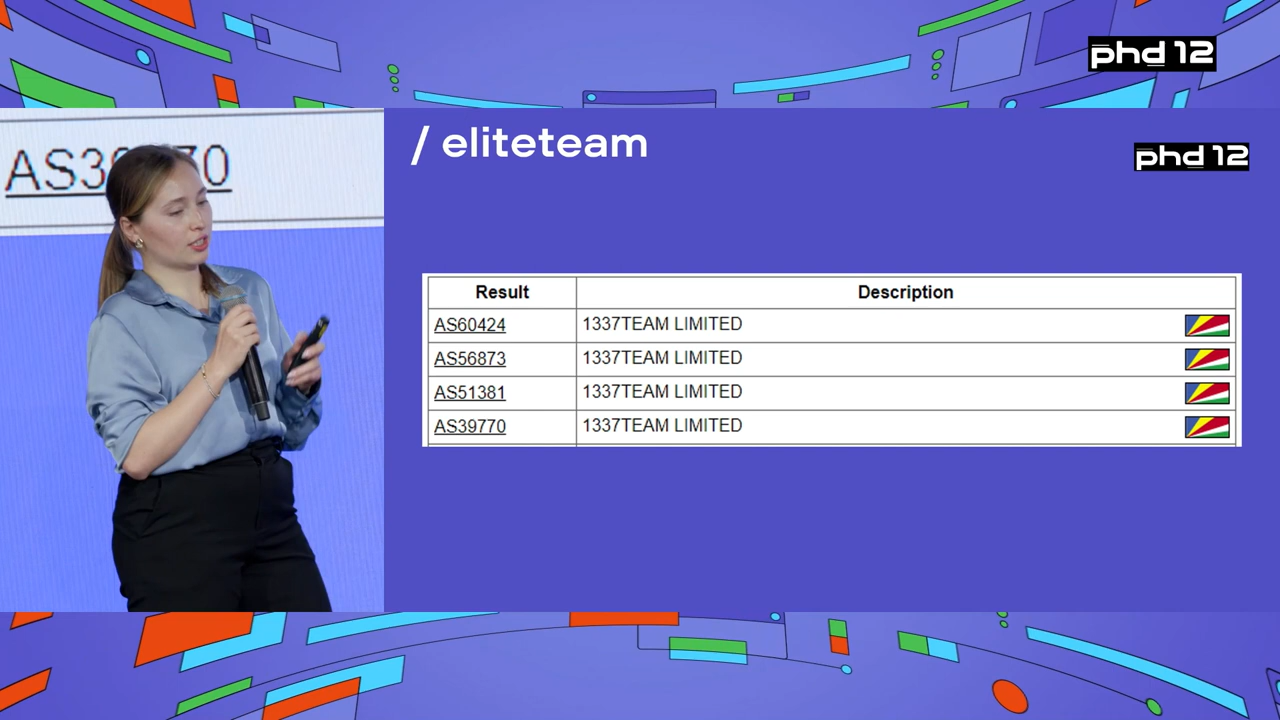 phd 12
/ eliteteam
phd 12
Result Description
AS60424 1337TEAM LIMITED
AS56873 1337TEAM LIMITED
AS51381 1337TEAM LIMITED
AS39770 1337TEAM LIMITED